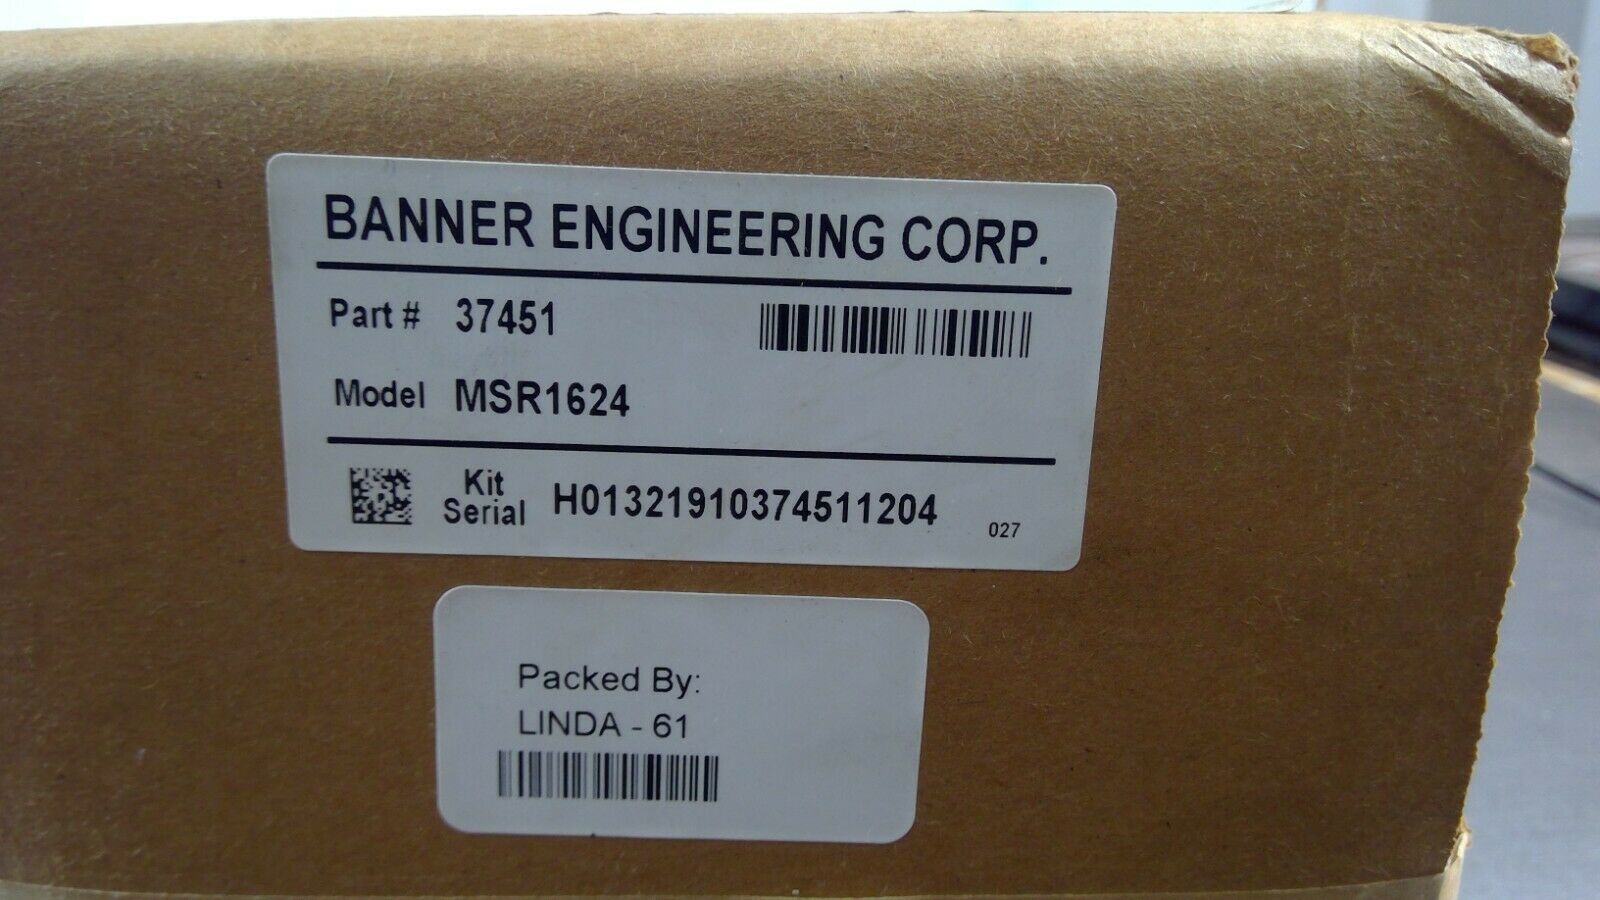 BANNER ENGINEERING CORP.
Part # 37451
Model MSR1624
Kit Serial H01321910374511204 027
Packed By:
LINDA - 61